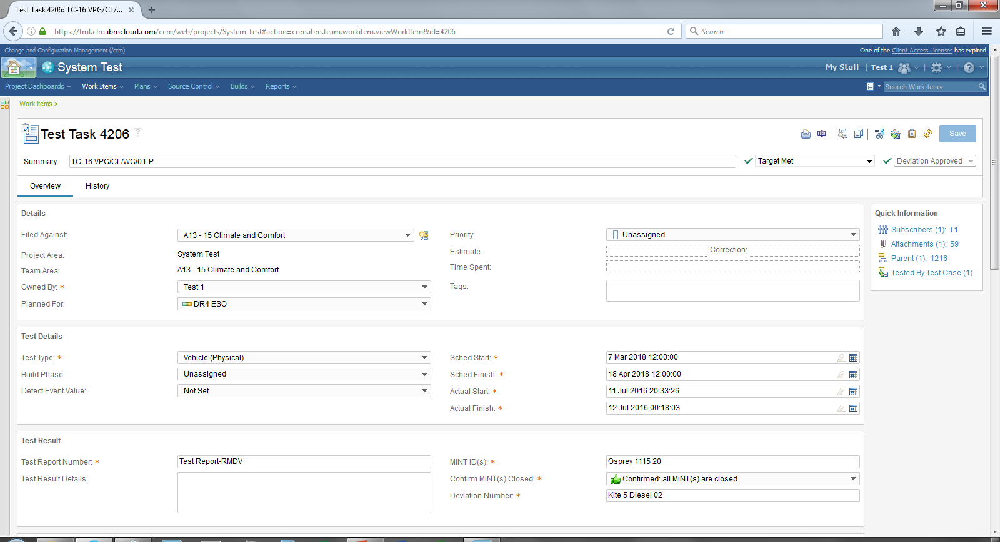 Test Task 4206: TC-16 VPG/CL/...
https://tml.clm.ibmcloud.com/ccm/web/projects/System Test#action=com.ibm.team.workitem.viewWorkItem&id=4206
Search
Change and Configuration Management (/ccm)
One of the Client Access Licenses has expired
System Test
My Stuff
Test 1
Project Dashboards
Work Items
Plans
Source Control
Builds
Reports
Search Work Items
Work Items >
Test Task 4206
?
Save
Summary:
TC-16 VPG/CL/WG/01-P
Target Met
Deviation Approved
Overview
History
Details
Filed Against:
A13 - 15 Climate and Comfort
Project Area:
System Test
Team Area:
A13 - 15 Climate and Comfort
Owned By: *
Test 1
Planned For:
DR4 ESO
Priority:
Unassigned
Estimate:
Correction:
Time Spent:
Tags:
Quick Information
Subscribers (1): T1
Attachments (1): 59
Parent (1): 1216
Tested By Test Case (1)
Test Details
Test Type: *
Vehicle (Physical)
Build Phase:
Unassigned
Detect Event Value:
Not Set
Sched Start: *
7 Mar 2018 12:00:00
Sched Finish: *
18 Apr 2018 12:00:00
Actual Start: *
11 Jul 2016 20:33:26
Actual Finish: *
12 Jul 2016 00:18:03
Test Result
Test Report Number: *
Test Report-RMDV
Test Result Details:
MiNT ID(s): *
Osprey 1115 20
Confirm MiNT(s) Closed: *
Confirmed: all MiNT(s) are closed
Deviation Number: *
Kite 5 Diesel 02